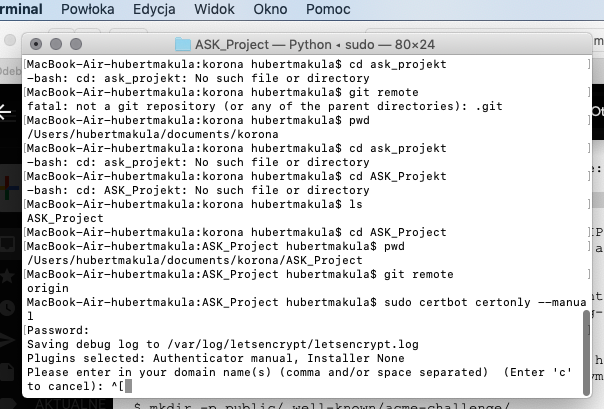 rminal Powłoka Edycja Widok Okno Pomoc
ASK_Project — Python ◂ sudo — 80×24
[MacBook-Air-hubertmakula:korona hubertmakula$ cd ask_projekt ]
-bash: cd: ask_projekt: No such file or directory
[MacBook-Air-hubertmakula:korona hubertmakula$ git remote ]
fatal: not a git repository (or any of the parent directories): .git
[MacBook-Air-hubertmakula:korona hubertmakula$ pwd ]
/Users/hubertmakula/documents/korona
[MacBook-Air-hubertmakula:korona hubertmakula$ cd ask_projekt ]
-bash: cd: ask_projekt: No such file or directory
[MacBook-Air-hubertmakula:korona hubertmakula$ cd ASK_Projekt ]
-bash: cd: ASK_Projekt: No such file or directory
[MacBook-Air-hubertmakula:korona hubertmakula$ ls ]
ASK_Project
[MacBook-Air-hubertmakula:korona hubertmakula$ cd ASK_Project ]
[MacBook-Air-hubertmakula:ASK_Project hubertmakula$ pwd ]
/Users/hubertmakula/documents/korona/ASK_Project
[MacBook-Air-hubertmakula:ASK_Project hubertmakula$ git remote ]
origin
MacBook-Air-hubertmakula:ASK_Project hubertmakula$ sudo certbot certonly --manua
l
[Password:
Saving debug log to /var/log/letsencrypt/letsencrypt.log
Plugins selected: Authenticator manual, Installer None
Please enter in your domain name(s) (comma and/or space separated)  (Enter 'c'
to cancel): ^[
AKTUALNE
$ mkdir -p public/.well-known/acme-challenge/